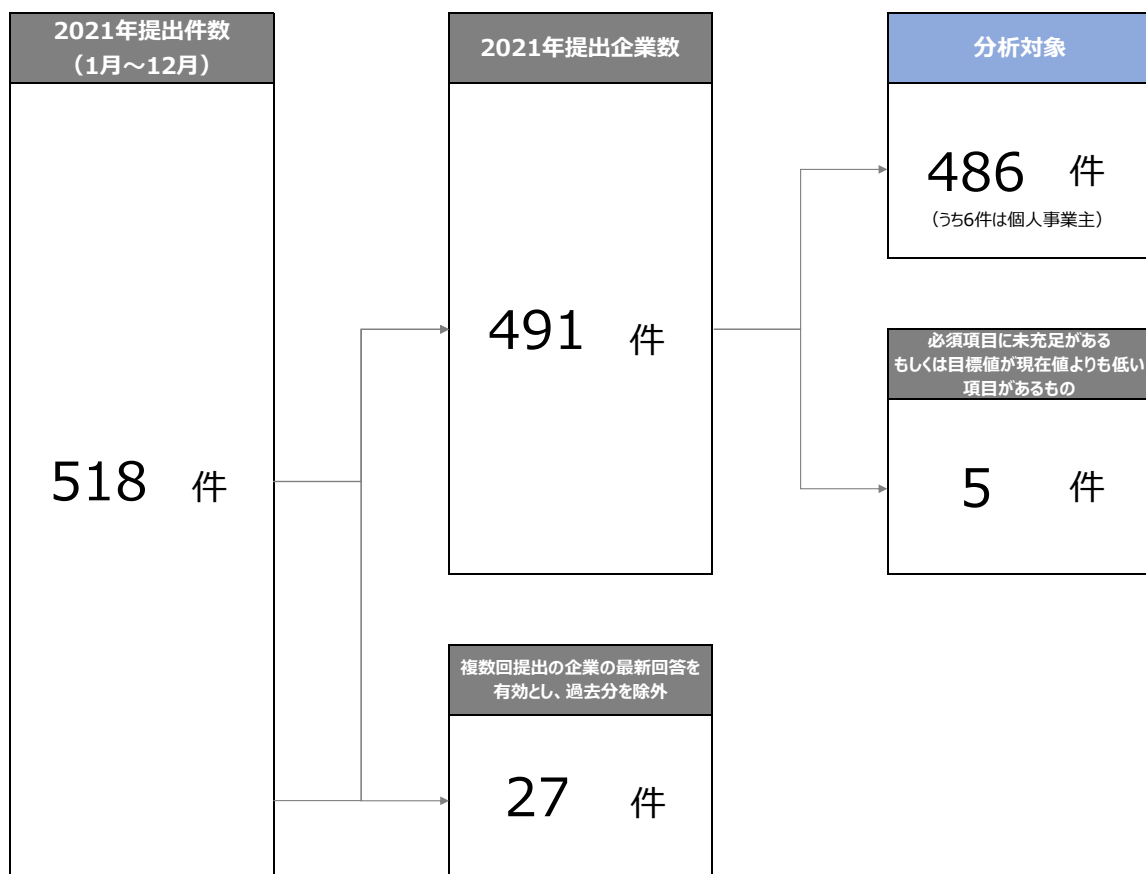 2021年提出件数
（1月～12月）
518 件
2021年提出企業数
491 件
複数回提出の企業の最新回答を
有効とし、過去分を除外
27 件
分析対象
486 件
（うち6件は個人事業主）
必須項目に未充足がある
もしくは目標値が現在値よりも低い
項目があるもの
5 件